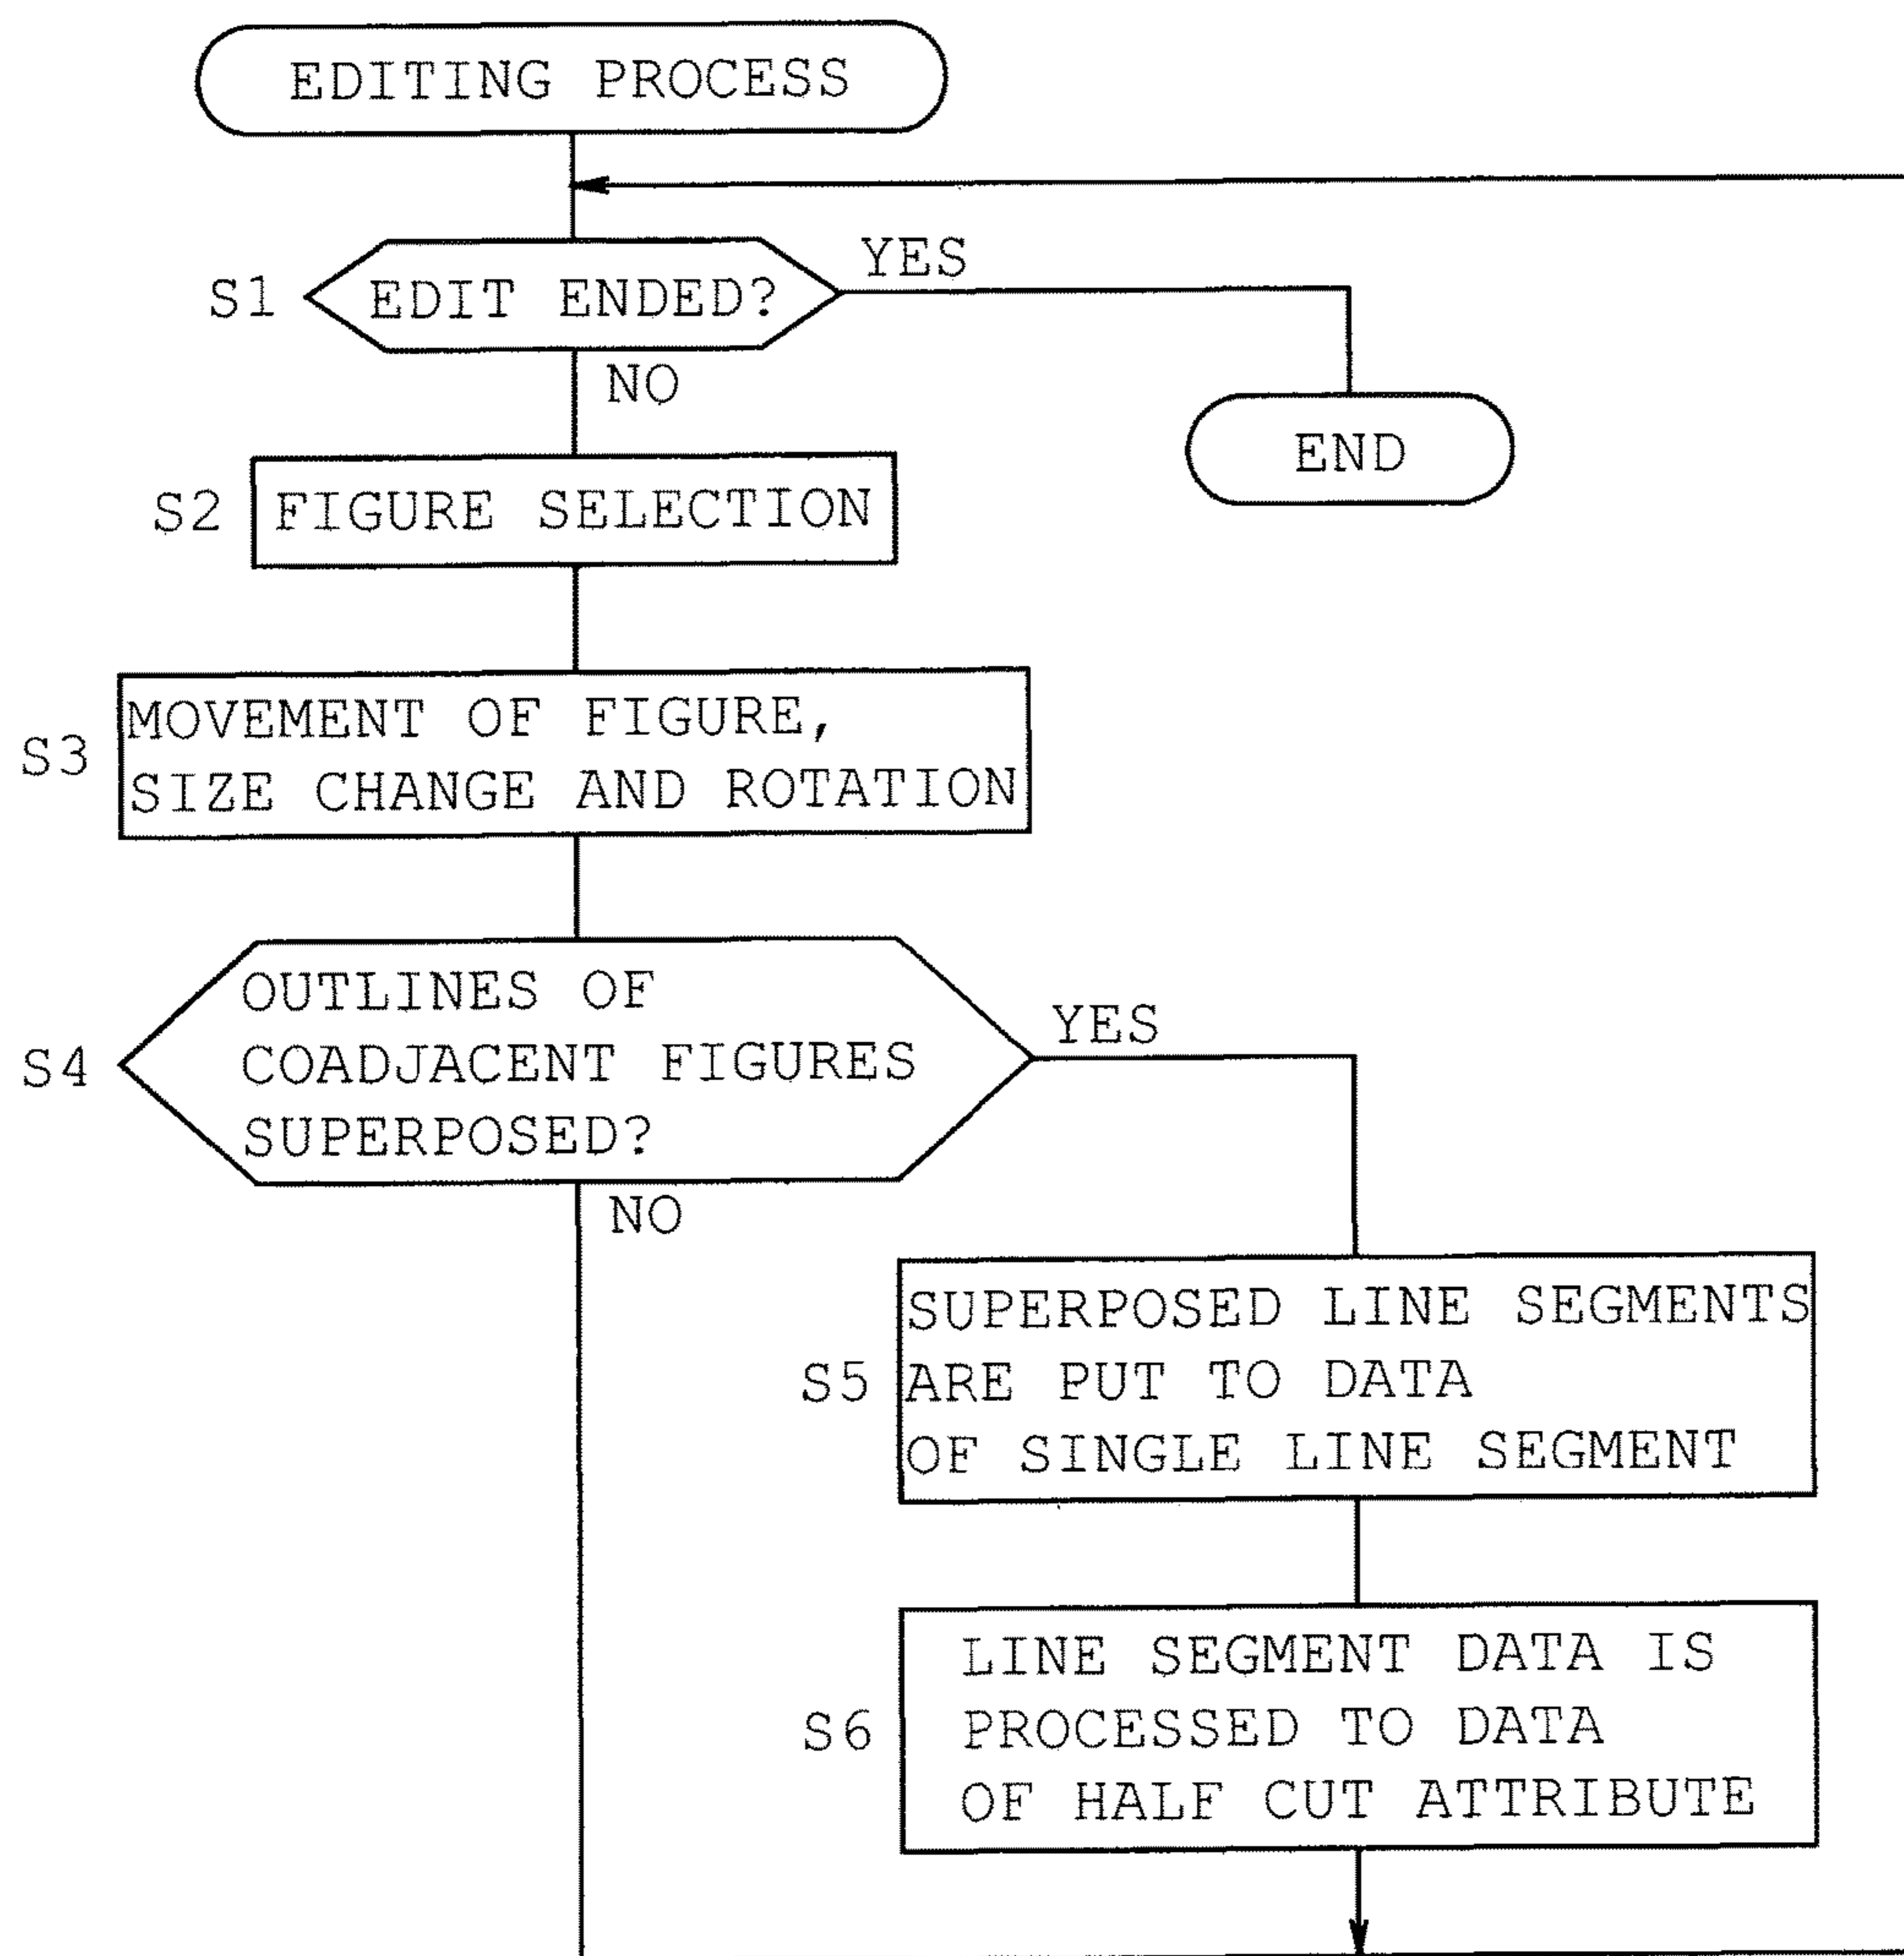 EDITING PROCESS
S1
EDIT ENDED?
YES
NO
END
S2
FIGURE SELECTION
S3
MOVEMENT OF FIGURE,
SIZE CHANGE AND ROTATION
S4
OUTLINES OF
COADJACENT FIGURES
SUPERPOSED?
YES
NO
S5
SUPERPOSED LINE SEGMENTS
ARE PUT TO DATA
OF SINGLE LINE SEGMENT
S6
LINE SEGMENT DATA IS
PROCESSED TO DATA
OF HALF CUT ATTRIBUTE